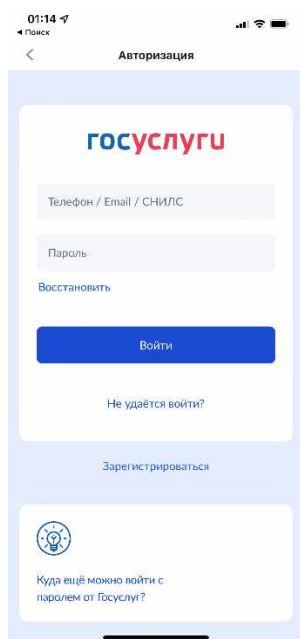 01:14
◄ Поиск
Авторизация
госуслуги
Телефон / Email / СНИЛС
Пароль
Восстановить
Войти
Не удаётся войти?
Зарегистрироваться
Куда ещё можно войти с
паролем от Госуслуг?